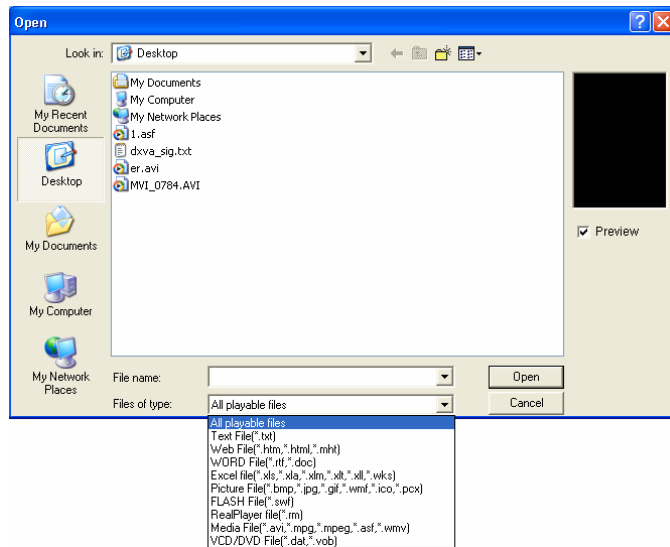 Open
Look in:
Desktop
My Recent
Documents
Desktop
My Documents
My Computer
My Network
Places
My Documents
My Computer
My Network Places
1.asf
dxva_sig.txt
er.avi
MVI_0784.AVI
Preview
File name:
Open
Files of type:
All playable files
Cancel
All playable files
Text File(*.txt)
Web File(*.htm,*.html,*.mht)
WORD File(*.rtf,*.doc)
Excel file(*.xls,*.xla,*.xlm,*.xlt,*.xll,*.wks)
Picture File(*.bmp,*.jpg,*.gif,*.wmf,*.ico,*.pcx)
FLASH File(*.swf)
RealPlayer file(*.rm)
Media File(*.avi,*.mpg,*.mpeg,*.asf,*.wmv)
VCD/DVD File(*.dat,*.vob)